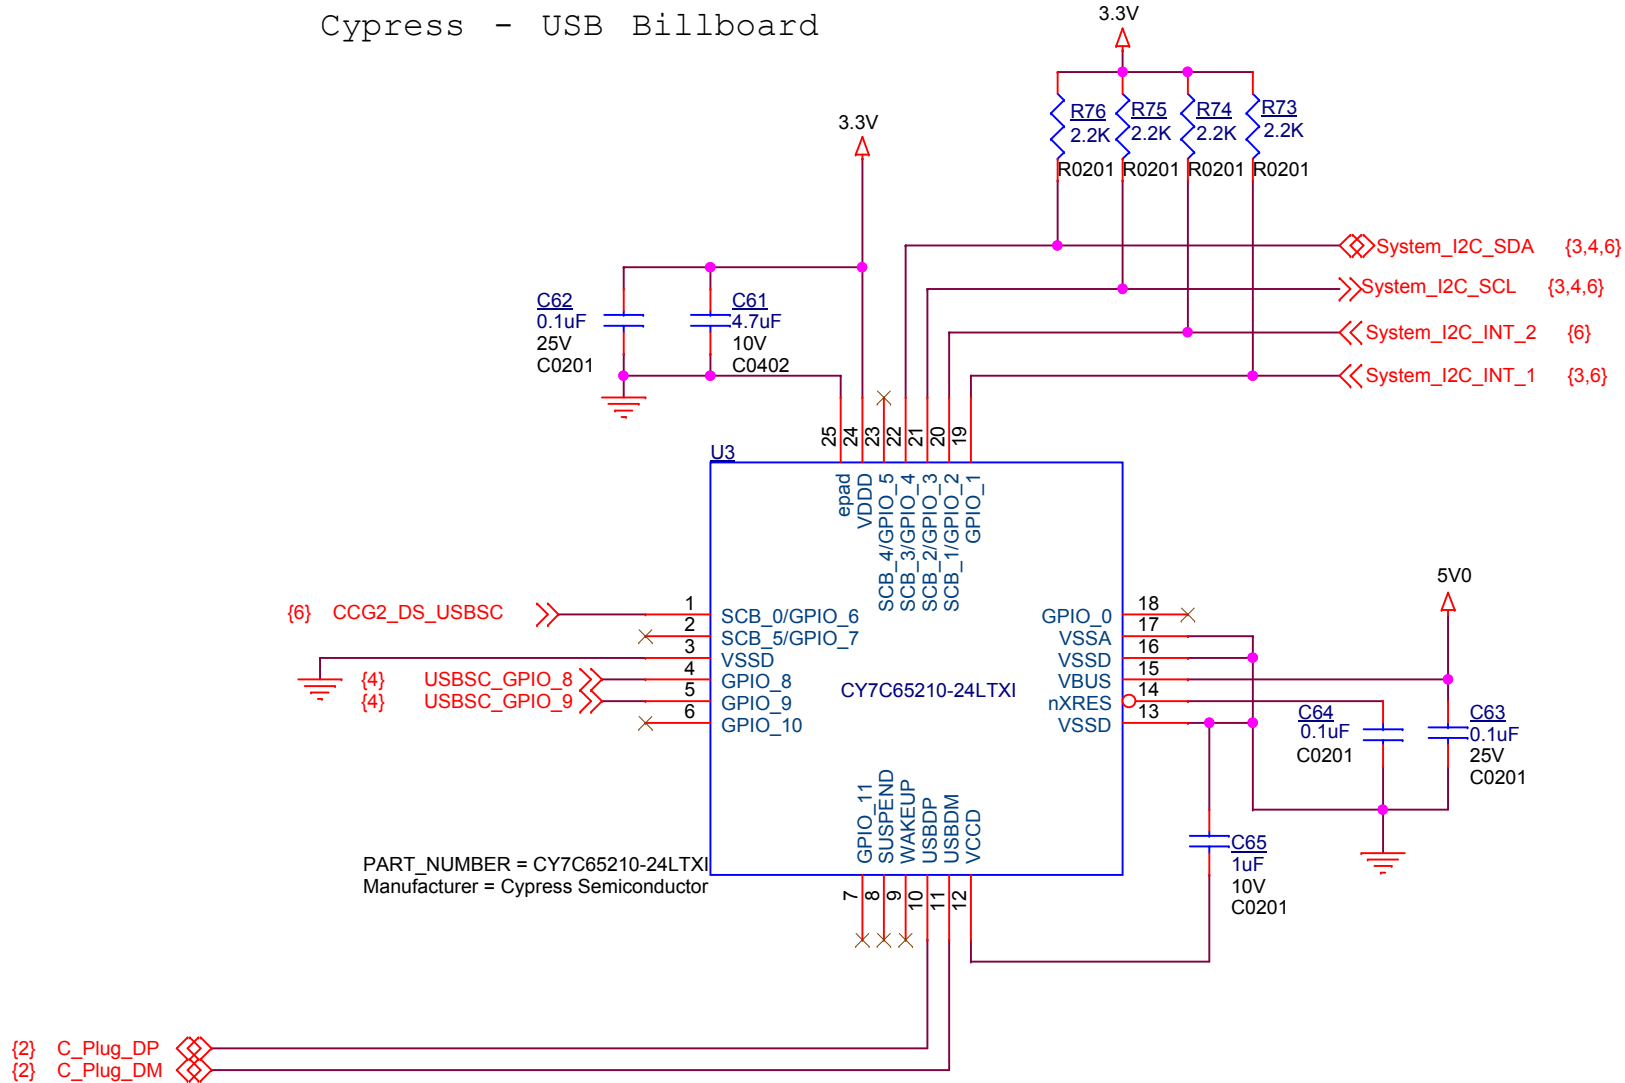 Cypress - USB Billboard
3.3V
R76
2.2K
R0201
R75
2.2K
R0201
R74
2.2K
R0201
R73
2.2K
R0201
3.3V
System_I2C_SDA {3,4,6}
System_I2C_SCL {3,4,6}
System_I2C_INT_2 {6}
System_I2C_INT_1 {3,6}
C62
0.1uF
25V
C0201
C61
4.7uF
10V
C0402
25
24
23
22
21
20
19
U3
epad
VDDD
SCB_4/GPIO_5
SCB_3/GPIO_4
SCB_2/GPIO_3
SCB_1/GPIO_2
GPIO_1
{6} CCG2_DS_USBSC
{4} USBSC_GPIO_8
{4} USBSC_GPIO_9
1
2
3
4
5
6
SCB_0/GPIO_6
SCB_5/GPIO_7
VSSD
GPIO_8
GPIO_9
GPIO_10
CY7C65210-24LTXI
GPIO_0
VSSA
VSSD
VBUS
nXRES
VSSD
18
17
16
15
14
13
5V0
C64
0.1uF
C0201
C63
0.1uF
25V
C0201
GPIO_11
SUSPEND
WAKEUP
USBDP
USBDM
VCCD
C65
1uF
10V
C0201
PART_NUMBER = CY7C65210-24LTXI
Manufacturer = Cypress Semiconductor
7
8
9
10
11
12
{2} C_Plug_DP
{2} C_Plug_DM